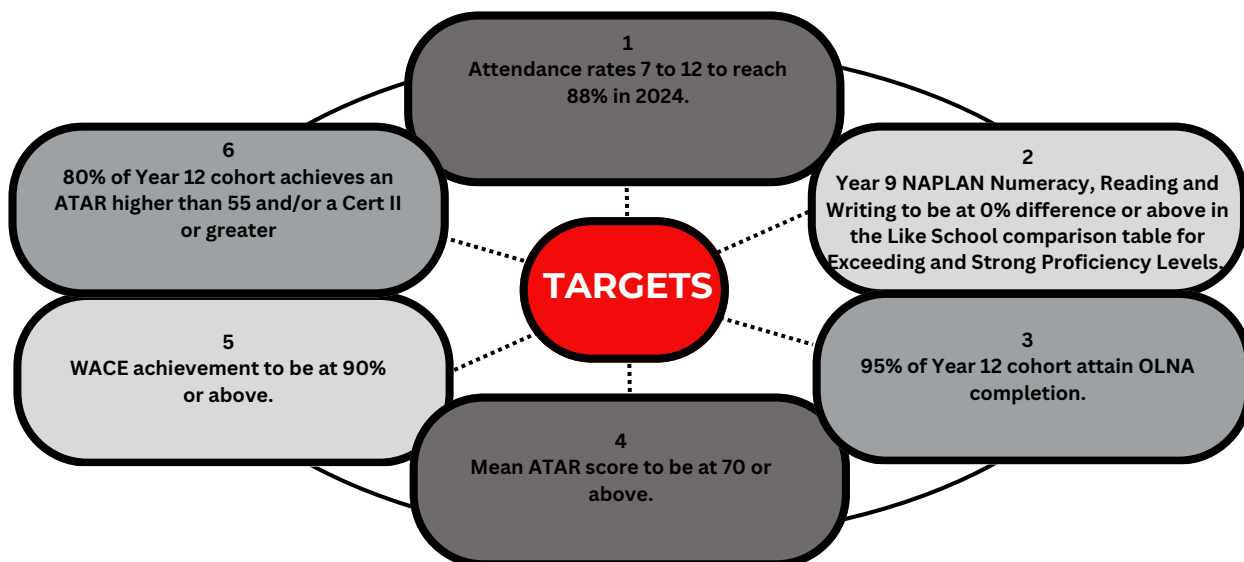 1
Attendance rates 7 to 12 to reach
88% in 2024.
2
Year 9 NAPLAN Numeracy, Reading and
Writing to be at 0% difference or above in
the Like School comparison table for
Exceeding and Strong Proficiency Levels.
3
95% of Year 12 cohort attain OLNA
completion.
4
Mean ATAR score to be at 70 or
above.
5
WACE achievement to be at 90%
or above.
6
80% of Year 12 cohort achieves an
ATAR higher than 55 and/or a Cert II
or greater
TARGETS